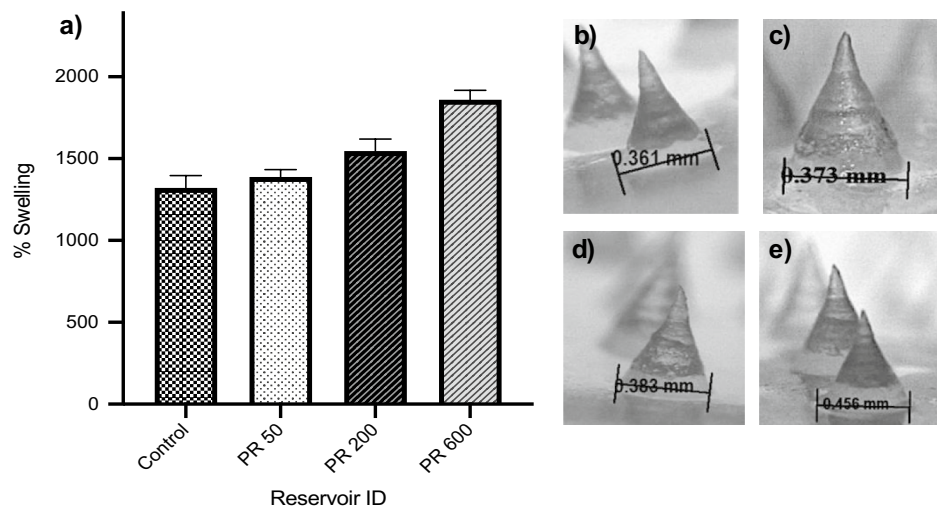 a)
% Swelling
2000
1500
1000
500
0
Control
PR 50
PR 200
PR 600
Reservoir ID
b)
0.361 mm
c)
0.373 mm
d)
0.383 mm
e)
0.456 mm